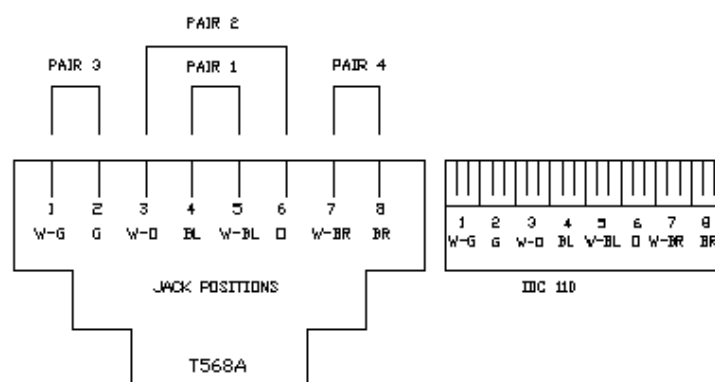 PAIR 2
PAIR 3 PAIR 1 PAIR 4
1 2 3 4 5 6 7 8
W-G G W-O BL W-BL O W-BR BR
1 2 3 4 5 6 7 8
W-G G W-O BL W-BL O W-BR BR
JACK POSITIONS
IDC 110
T568A